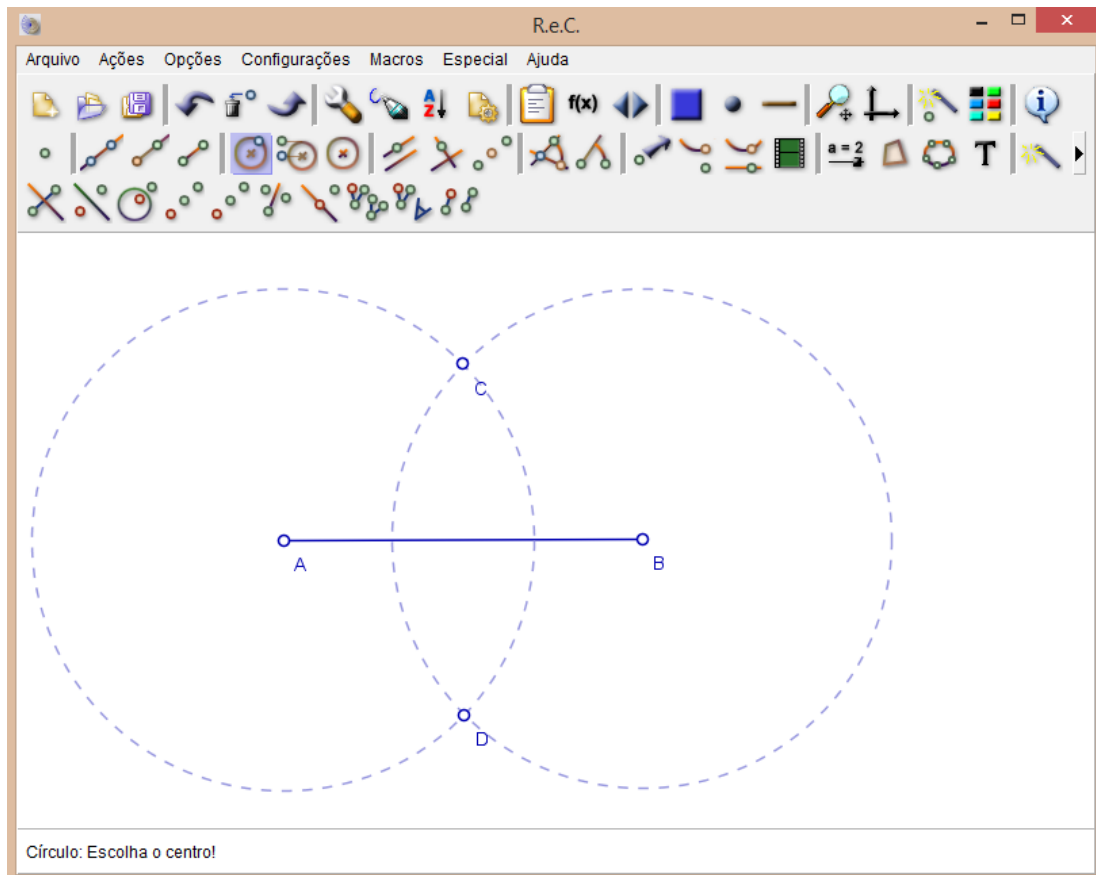 R.e.C.
Arquivo Ações Opções Configurações Macros Especial Ajuda
A
Z
f(x)
i
a = 2
T
C
A
B
D
Círculo: Escolha o centro!